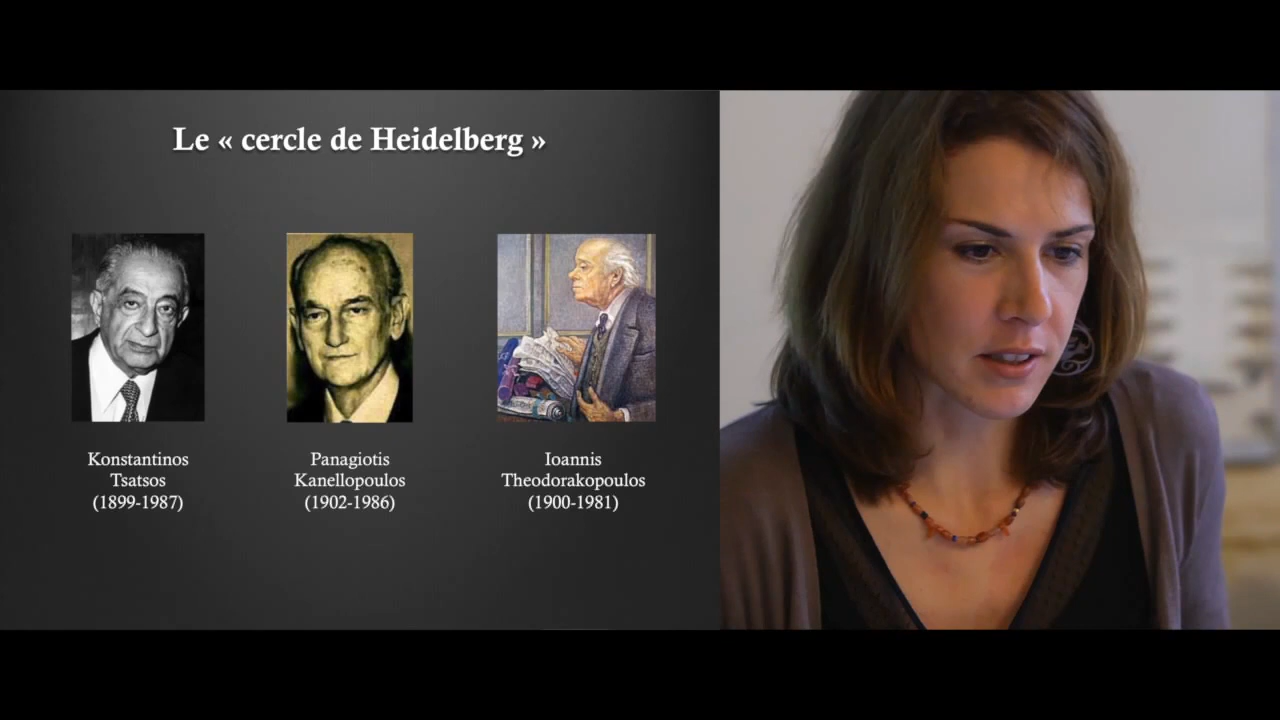 Le « cercle de Heidelberg »
Konstantinos
Tsatsos
(1899-1987)
Panagiotis
Kanellopoulos
(1902-1986)
Ioannis
Theodorakopoulos
(1900-1981)